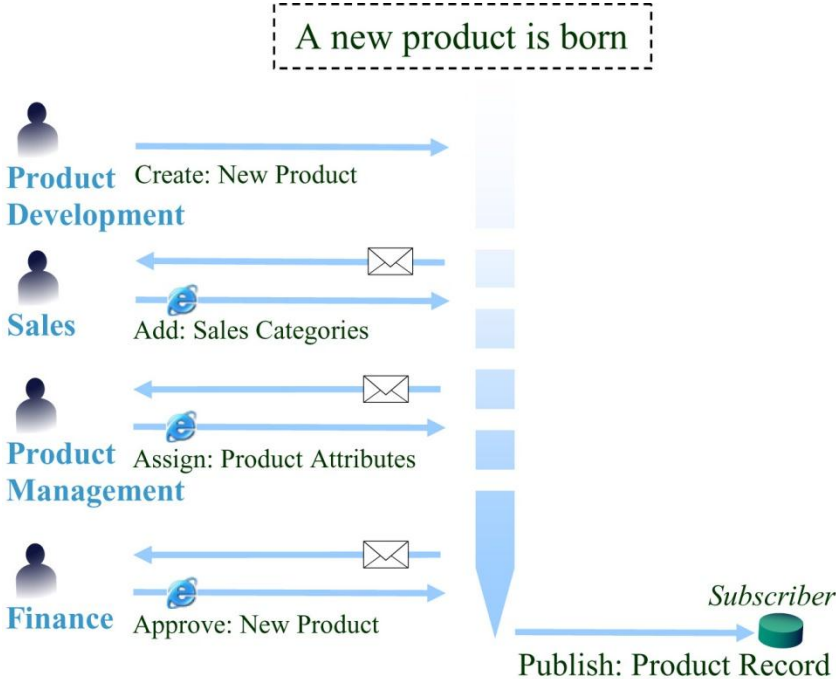 A new product is born
Create: New Product
Product
Development
Sales
Add: Sales Categories
Product
Management
Assign: Product Attributes
Finance
Approve: New Product
Subscriber
Publish: Product Record